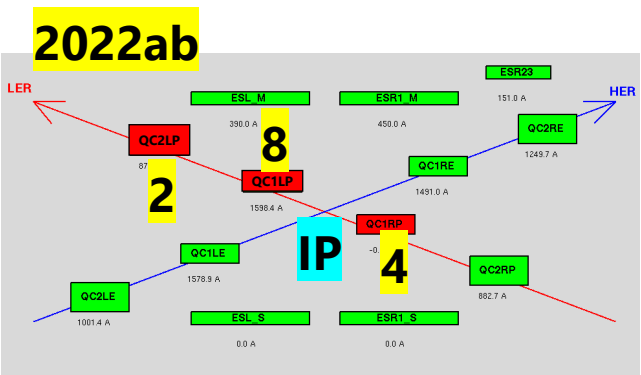 2022ab
ESR23
LER
HER
ESL_M
ESR1_M
151.0 A
390.0 A
450.0 A
QC2RE
QC2LP
8
1249.7 A
87
QC1RE
2
QC1LP
1491.0 A
1598.4 A
QC1RP
IP
-0.
4
QC1LE
1578.9 A
QC2RP
QC2LE
882.7 A
1001.4 A
ESL_S
ESR1_S
0.0 A
0.0 A